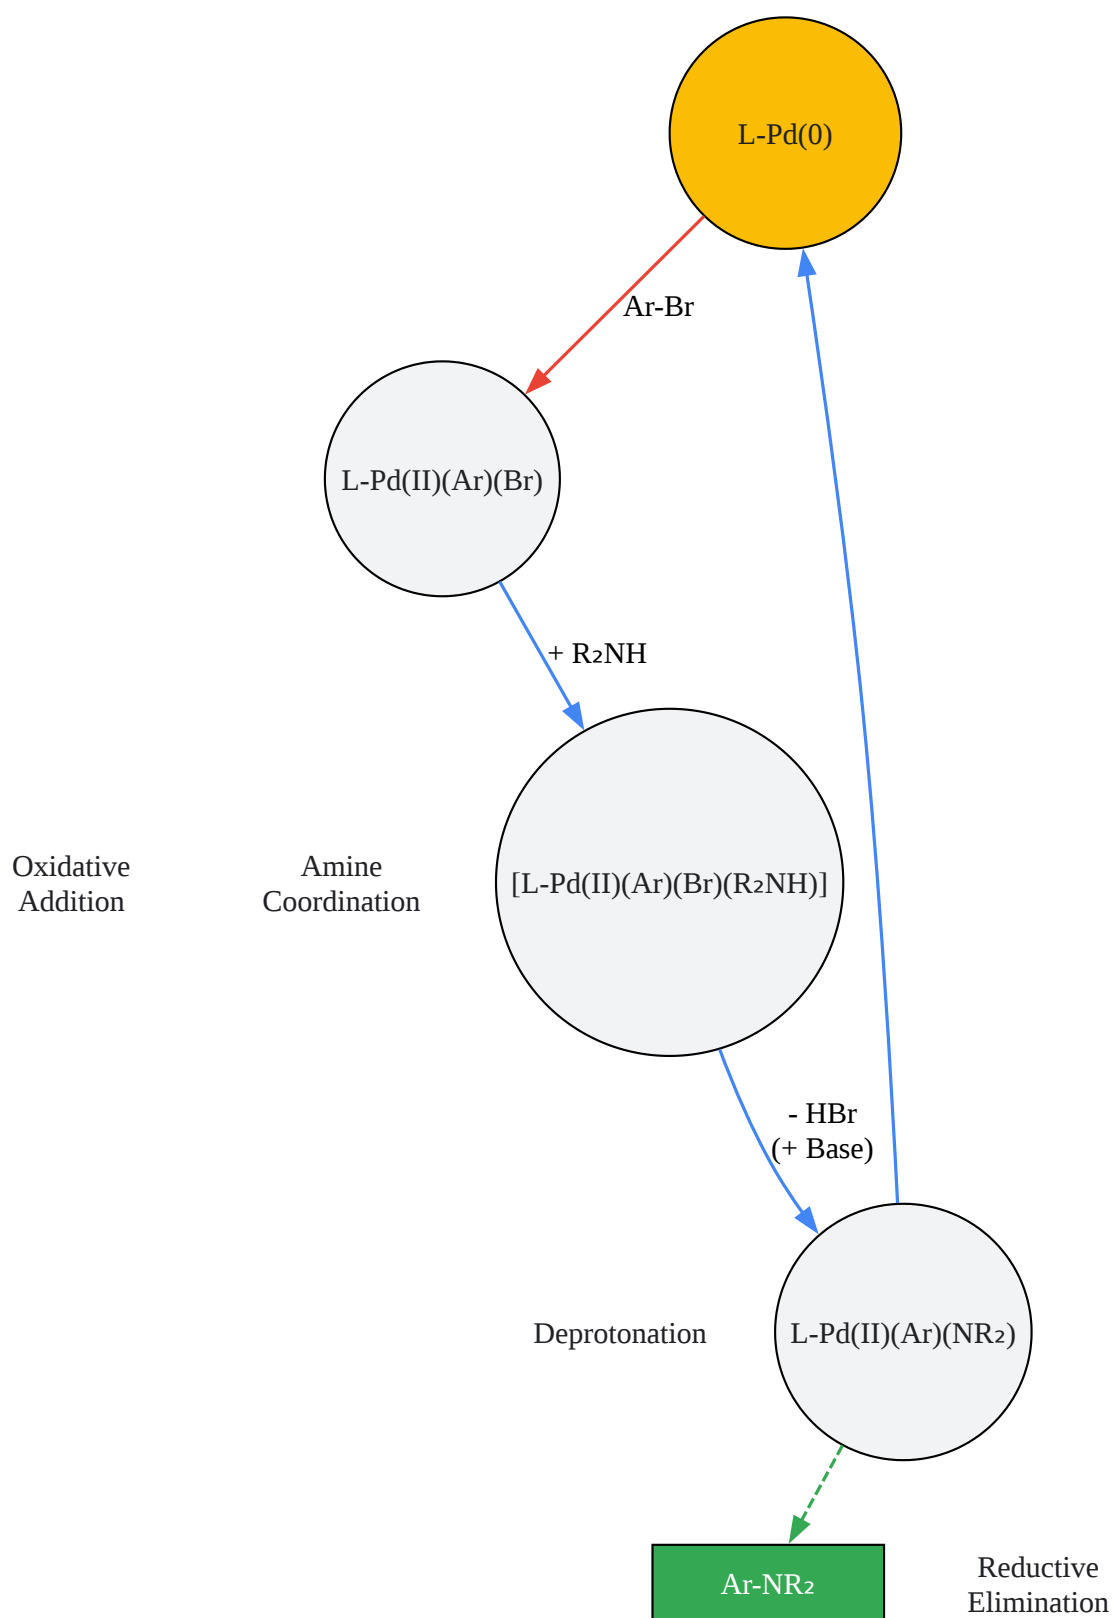 L-Pd(0)
Ar-Br
L-Pd(II)(Ar)(Br)
+ R₂NH
Oxidative
Addition
Amine
Coordination
[L-Pd(II)(Ar)(Br)(R₂NH)]
- HBr
(+ Base)
Deprotonation
L-Pd(II)(Ar)(NR₂)
Ar-NR₂
Reductive
Elimination